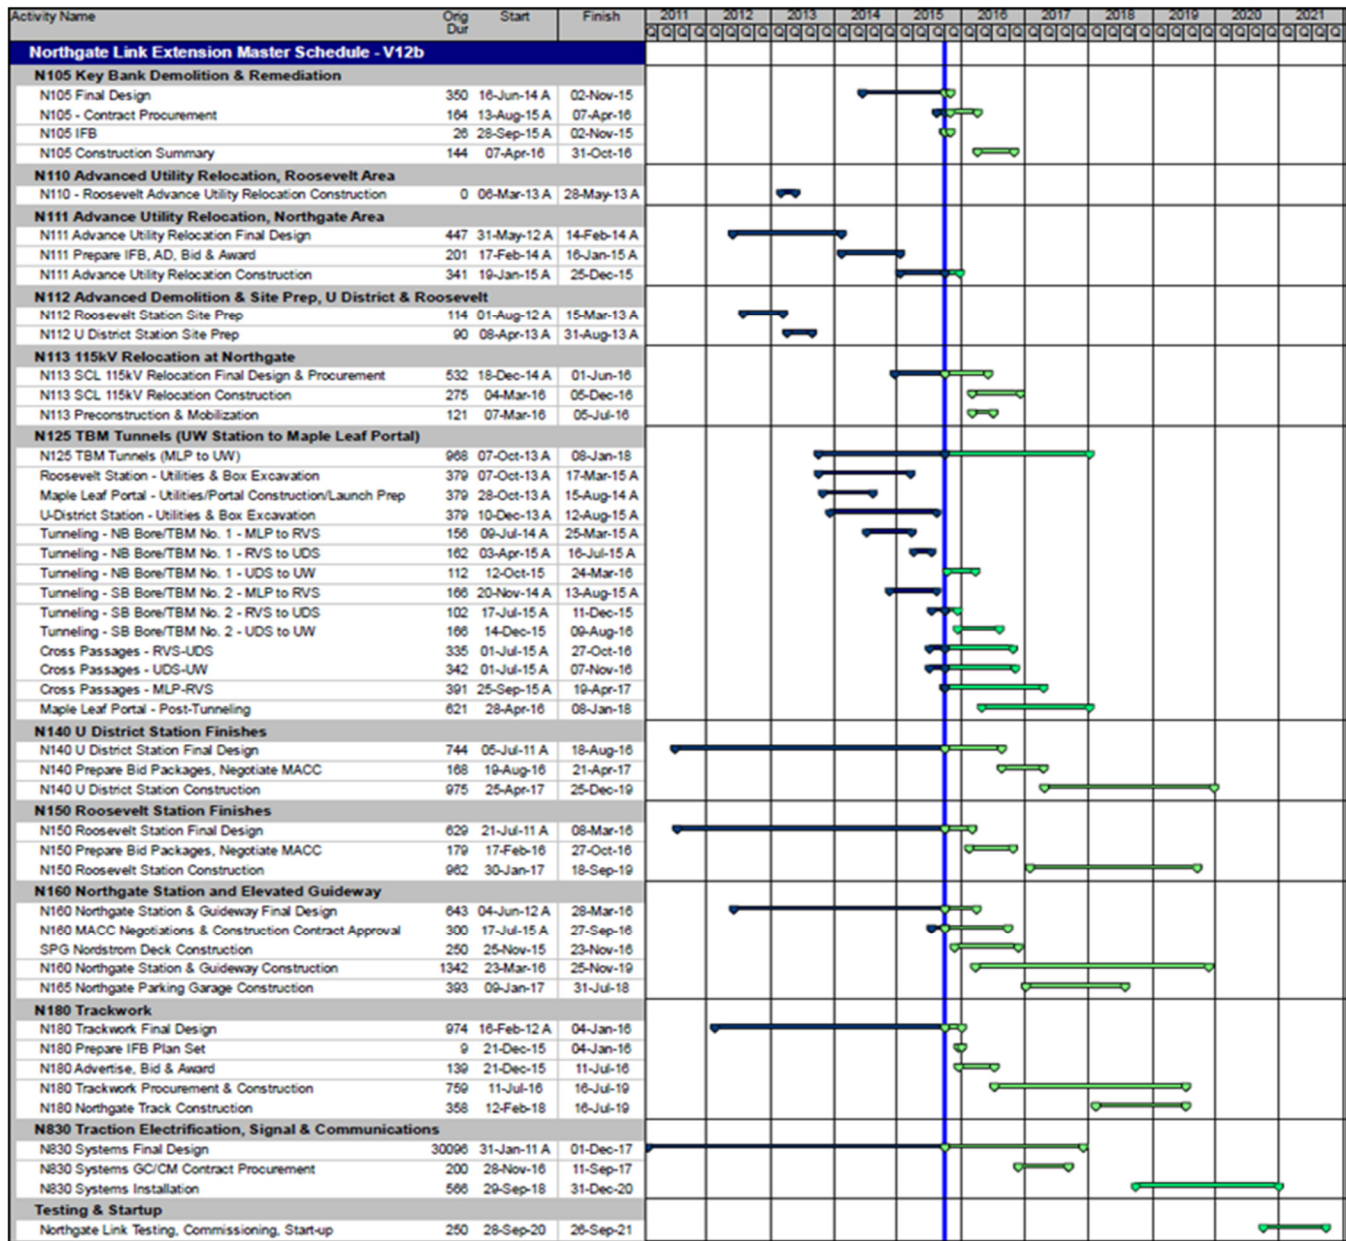 Activity Name Orig Dur Start Finish 2011 2012 2013 2014 2015 2016 2017 2018 2019 2020 2021
Q Q Q Q Q Q Q Q Q Q Q Q Q Q Q Q Q Q Q Q Q Q Q Q Q Q Q Q Q Q Q Q Q Q Q Q Q Q Q Q Q Q Q Q
Northgate Link Extension Master Schedule - V12b
N105 Key Bank Demolition & Remediation
N105 Final Design 350 16-Jun-14 A 02-Nov-15
N105 - Contract Procurement 164 13-Aug-15 A 07-Apr-16
N105 IFB 26 28-Sep-15 A 02-Nov-15
N105 Construction Summary 144 07-Apr-16 31-Oct-16
N110 Advanced Utility Relocation, Roosevelt Area
N110 - Roosevelt Advance Utility Relocation Construction 0 06-Mar-13 A 28-May-13 A
N111 Advance Utility Relocation, Northgate Area
N111 Advance Utility Relocation Final Design 447 31-May-12 A 14-Feb-14 A
N111 Prepare IFB, AD, Bid & Award 201 17-Feb-14 A 16-Jan-15 A
N111 Advance Utility Relocation Construction 341 19-Jan-15 A 25-Dec-15
N112 Advanced Demolition & Site Prep, U District & Roosevelt
N112 Roosevelt Station Site Prep 114 01-Aug-12 A 15-Mar-13 A
N112 U District Station Site Prep 90 08-Apr-13 A 31-Aug-13 A
N113 115kV Relocation at Northgate
N113 SCL 115kV Relocation Final Design & Procurement 532 18-Dec-14 A 01-Jun-16
N113 SCL 115kV Relocation Construction 275 04-Mar-16 05-Dec-16
N113 Preconstruction & Mobilization 121 07-Mar-16 05-Jul-16
N125 TBM Tunnels (UW Station to Maple Leaf Portal)
N125 TBM Tunnels (MLP to UW) 968 07-Oct-13 A 08-Jan-18
Roosevelt Station - Utilities & Box Excavation 379 07-Oct-13 A 17-Mar-15 A
Maple Leaf Portal - Utilities/Portal Construction/Launch Prep 379 28-Oct-13 A 15-Aug-14 A
U-District Station - Utilities & Box Excavation 379 10-Dec-13 A 12-Aug-15 A
Tunneling - NB Bore/TBM No. 1 - MLP to RVS 156 09-Jul-14 A 25-Mar-15 A
Tunneling - NB Bore/TBM No. 1 - RVS to UDS 162 03-Apr-15 A 16-Jul-15 A
Tunneling - NB Bore/TBM No. 1 - UDS to UW 112 12-Oct-15 24-Mar-16
Tunneling - SB Bore/TBM No. 2 - MLP to RVS 166 20-Nov-14 A 13-Aug-15 A
Tunneling - SB Bore/TBM No. 2 - RVS to UDS 102 17-Jul-15 A 11-Dec-15
Tunneling - SB Bore/TBM No. 2 - UDS to UW 166 14-Dec-15 09-Aug-16
Cross Passages - RVS-UDS 335 01-Jul-15 A 27-Oct-16
Cross Passages - UDS-UW 342 01-Jul-15 A 07-Nov-16
Cross Passages - MLP-RVS 391 25-Sep-15 A 19-Apr-17
Maple Leaf Portal - Post-Tunneling 621 28-Apr-16 08-Jan-18
N140 U District Station Finishes
N140 U District Station Final Design 744 05-Jul-11 A 18-Aug-16
N140 Prepare Bid Packages, Negotiate MACC 168 19-Aug-16 21-Apr-17
N140 U District Station Construction 975 25-Apr-17 25-Dec-19
N150 Roosevelt Station Finishes
N150 Roosevelt Station Final Design 629 21-Jul-11 A 08-Mar-16
N150 Prepare Bid Packages, Negotiate MACC 179 17-Feb-16 27-Oct-16
N150 Roosevelt Station Construction 962 30-Jan-17 18-Sep-19
N160 Northgate Station and Elevated Guideway
N160 Northgate Station & Guideway Final Design 643 04-Jun-12 A 28-Mar-16
N160 MACC Negotiations & Construction Contract Approval 300 17-Jul-15 A 27-Sep-16
SPG Nordstrom Deck Construction 250 25-Nov-15 23-Nov-16
N160 Northgate Station & Guideway Construction 1342 23-Mar-16 25-Nov-19
N165 Northgate Parking Garage Construction 393 09-Jan-17 31-Jul-18
N180 Trackwork
N180 Trackwork Final Design 974 16-Feb-12 A 04-Jan-16
N180 Prepare IFB Plan Set 9 21-Dec-15 04-Jan-16
N180 Advertise, Bid & Award 139 21-Dec-15 11-Jul-16
N180 Trackwork Procurement & Construction 759 11-Jul-16 16-Jul-19
N180 Northgate Track Construction 358 12-Feb-18 16-Jul-19
N830 Traction Electrification, Signal & Communications
N830 Systems Final Design 30096 31-Jan-11 A 01-Dec-17
N830 Systems GC/CM Contract Procurement 200 28-Nov-16 11-Sep-17
N830 Systems Installation 566 29-Sep-18 31-Dec-20
Testing & Startup
Northgate Link Testing, Commissioning, Start-up 250 28-Sep-20 26-Sep-21